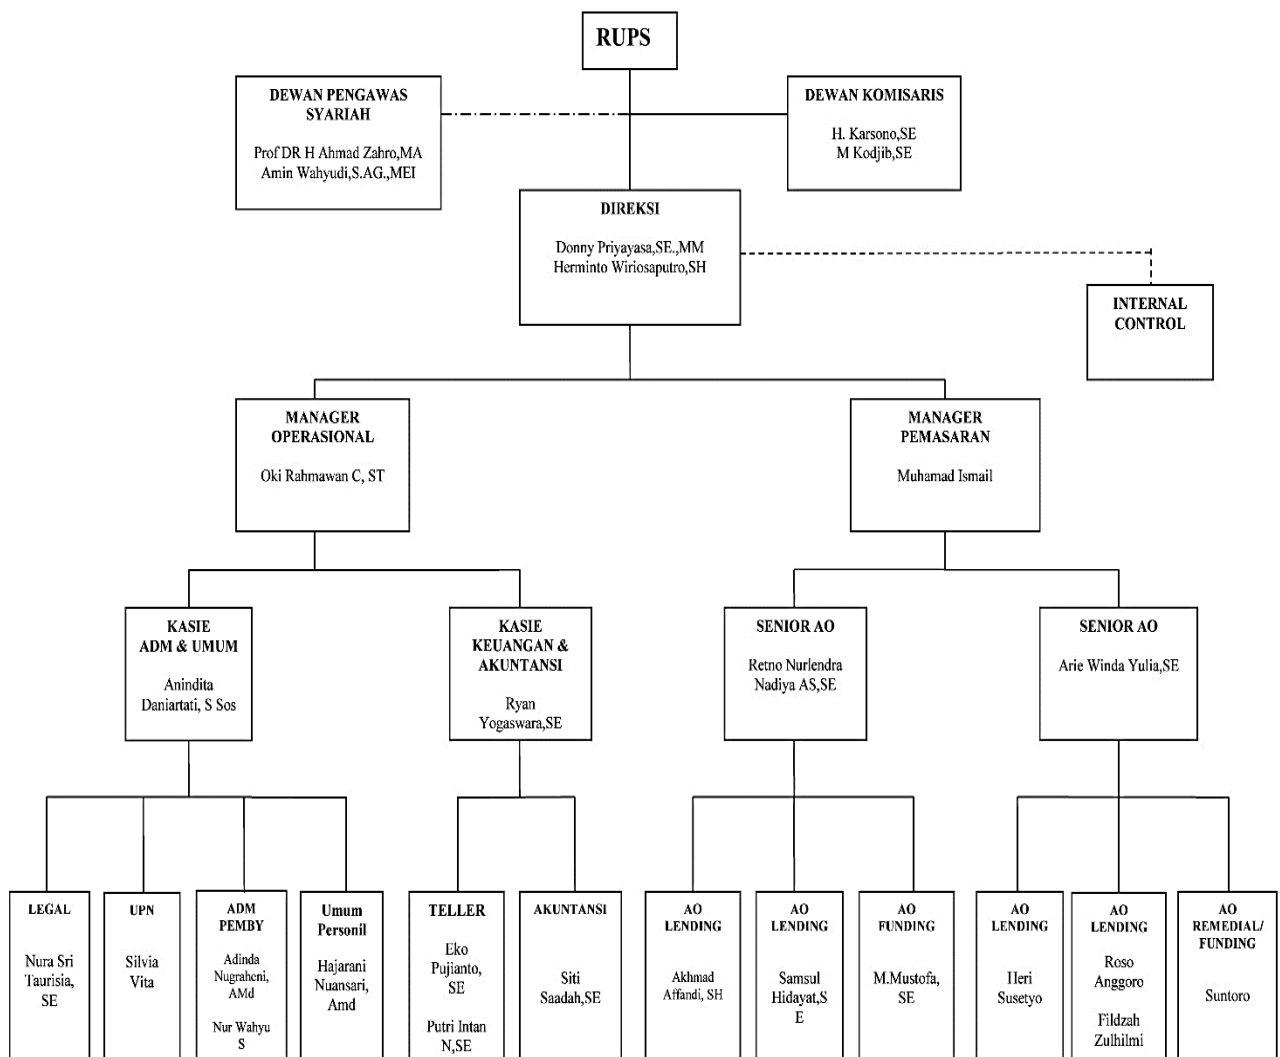 RUPS
DEWAN PENGAWAS
SYARIAH
Prof DR H Ahmad Zahro,MA
Amin Wahyudi,S.AG.,MEI
DEWAN KOMISARIS
H. Karsono,SE
M Kodjib,SE
DIREKSI
Donny Priyayasa,SE.,MM
Herminto Wiriosaputro,SH
INTERNAL
CONTROL
MANAGER
OPERASIONAL
Oki Rahmawan C, ST
MANAGER
PEMASARAN
Muhamad Ismail
KASIE
ADM & UMUM
Anindita
Daniartati, S Sos
KASIE
KEUANGAN &
AKUNTANSI
Ryan
Yogaswara,SE
SENIOR AO
Retno Nurlendra
Nadiya AS,SE
SENIOR AO
Arie Winda Yulia,SE
LEGAL
Nura Sri
Taurisia,
SE
UPN
Silvia
Vita
ADM
PEMBY
Adinda
Nugraheni,
AMd
Nur Wahyu
S
Umum
Personil
Hajarani
Nuansari,
Amd
TELLER
Eko
Pujianto,
SE
Putri Intan
N,SE
AKUNTANSI
Siti
Saadah,SE
AO
LENDING
Akhmad
Affandi, SH
AO
LENDING
Samsul
Hidayat,S
E
AO
FUNDING
M.Mustofa,
SE
AO
LENDING
Heri
Susetyo
AO
LENDING
Roso
Anggoro
Fildzah
Zulhilmi
AO
REMEDIAL/
FUNDING
Suntoro